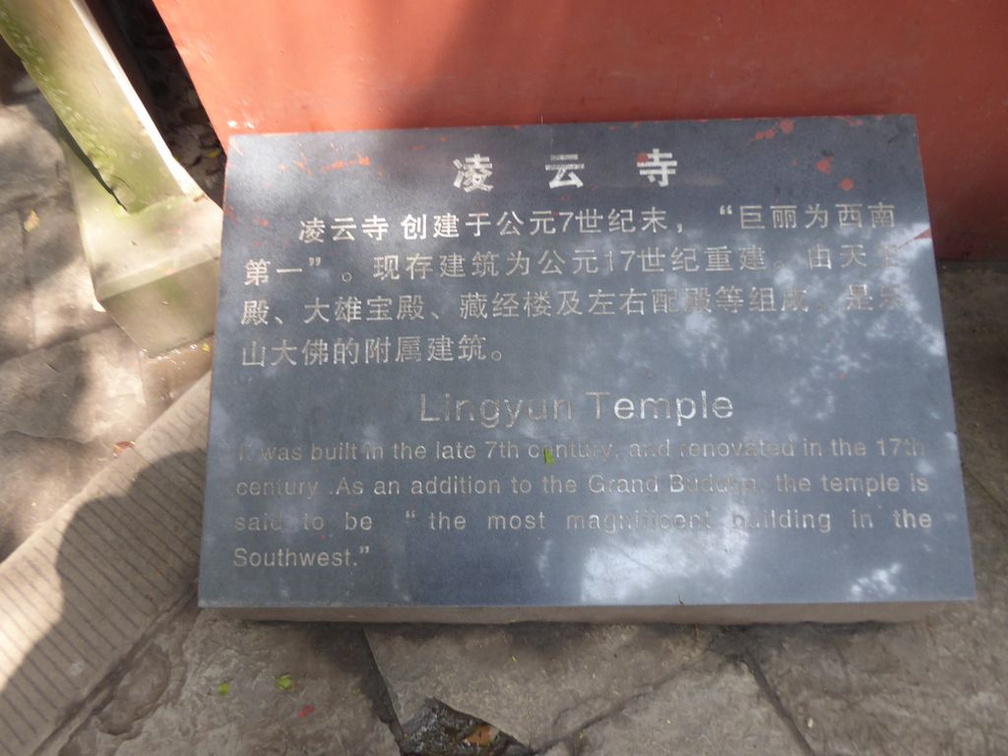 凌云寺
凌云寺 创建于公元7世纪末，“巨丽为西南
第一”。现存建筑为公元17世纪重建。由天王
殿、大雄宝殿、藏经楼及左右配殿等组成。是乐
山大佛的附属建筑。
Lingyun Temple
It was built in the late 7th century, and renovated in the 17th
century .As an addition to the Grand Buddha, the temple is
said to be “ the most magnificent building in the
Southwest.”